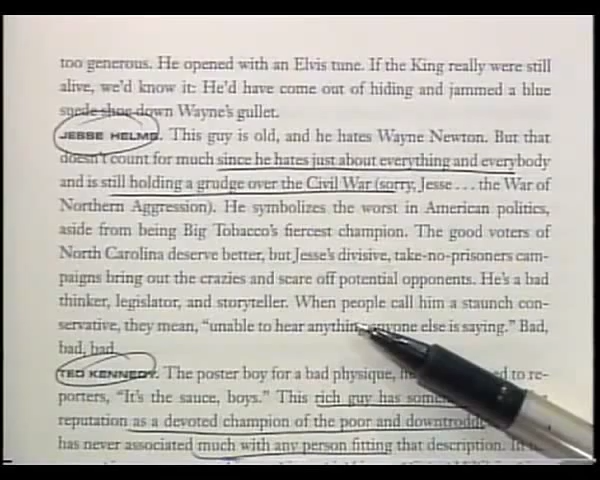 too generous. He opened with an Elvis tune. If the King really were still
alive, we'd know it: He'd have come out of hiding and jammed a blue
suede shoe down Wayne's gullet.
JESSE HELMS. This guy is old, and he hates Wayne Newton. But that
doesn't count for much since he hates just about everything and everybody
and is still holding a grudge over the Civil War (sorry, Jesse . . . the War of
Northern Aggression). He symbolizes the worst in American politics,
aside from being Big Tobacco's fiercest champion. The good voters of
North Carolina deserve better, but Jesse's divisive, take-no-prisoners cam-
paigns bring out the crazies and scare off potential opponents. He's a bad
thinker, legislator, and storyteller. When people call him a staunch con-
servative, they mean, "unable to hear anything anyone else is saying." Bad,
bad, bad.
TED KENNEDY. The poster boy for a bad physique, to re-
porters, "It's the sauce, boys." This rich guy has
reputation as a devoted champion of the poor and
has never associated much with any person fitting that description.